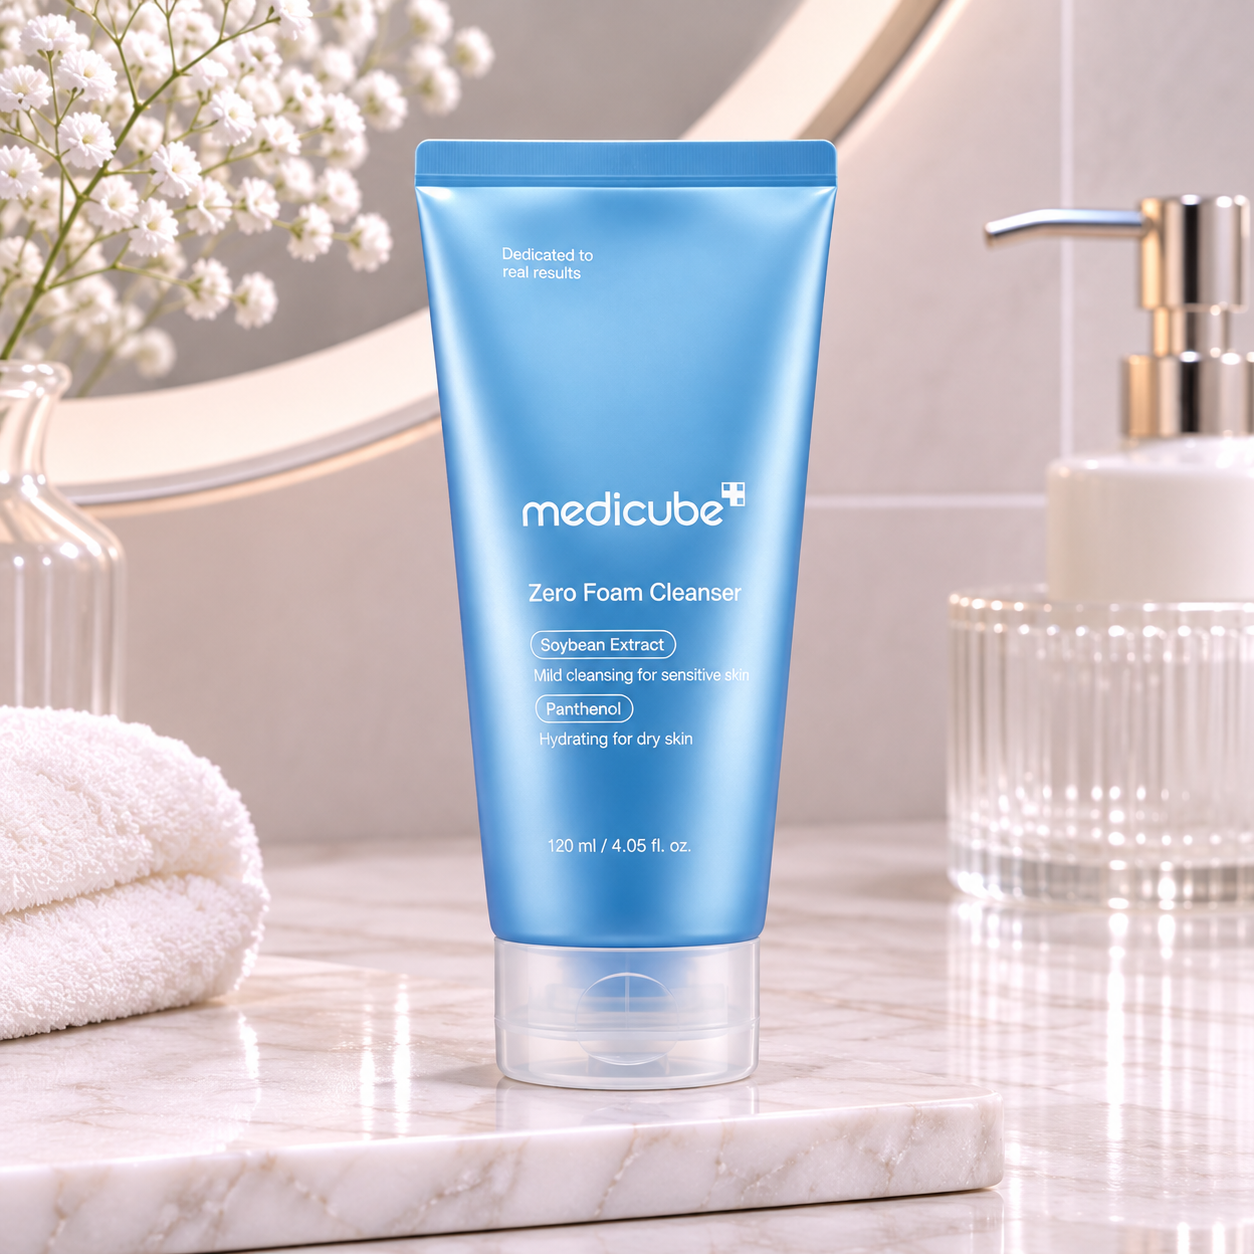 Dedicated to
real results
medicube
Zero Foam Cleanser
Soybean Extract
Mild cleansing for sensitive skin
Panthenol
Hydrating for dry skin
120 ml / 4.05 fl. oz.